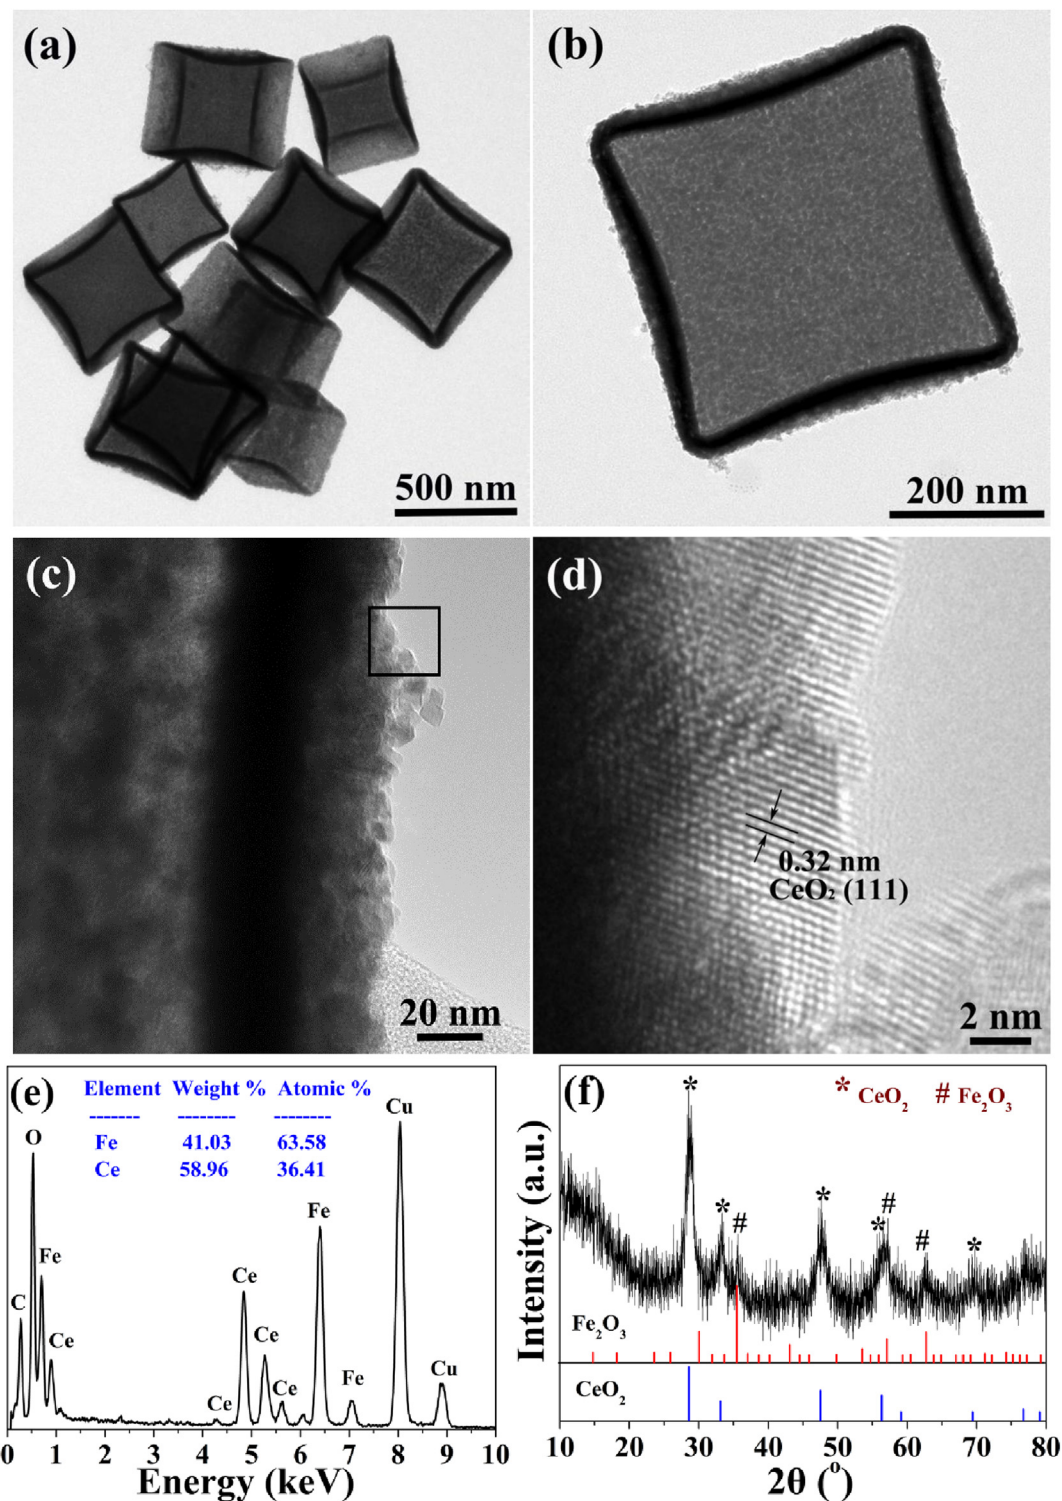 (a)
500 nm
(b)
200 nm
(c)
20 nm
(d)
0.32 nm
CeO₂ (111)
2 nm
(e)
Element Weight % Atomic %
------- -------- --------
Fe 41.03 63.58
Ce 58.96 36.41
C
O
Fe
Ce
Ce
Ce
Ce
Ce
Fe
Fe
Cu
Cu
0 1 2 3 4 5 6 7 8 9 10
Energy (keV)
(f)
* CeO₂ # Fe₂O₃
*
*
#
*
*
#
#
*
Intensity (a.u.)
Fe₂O₃
CeO₂
10 20 30 40 50 60 70 80
2θ (°)